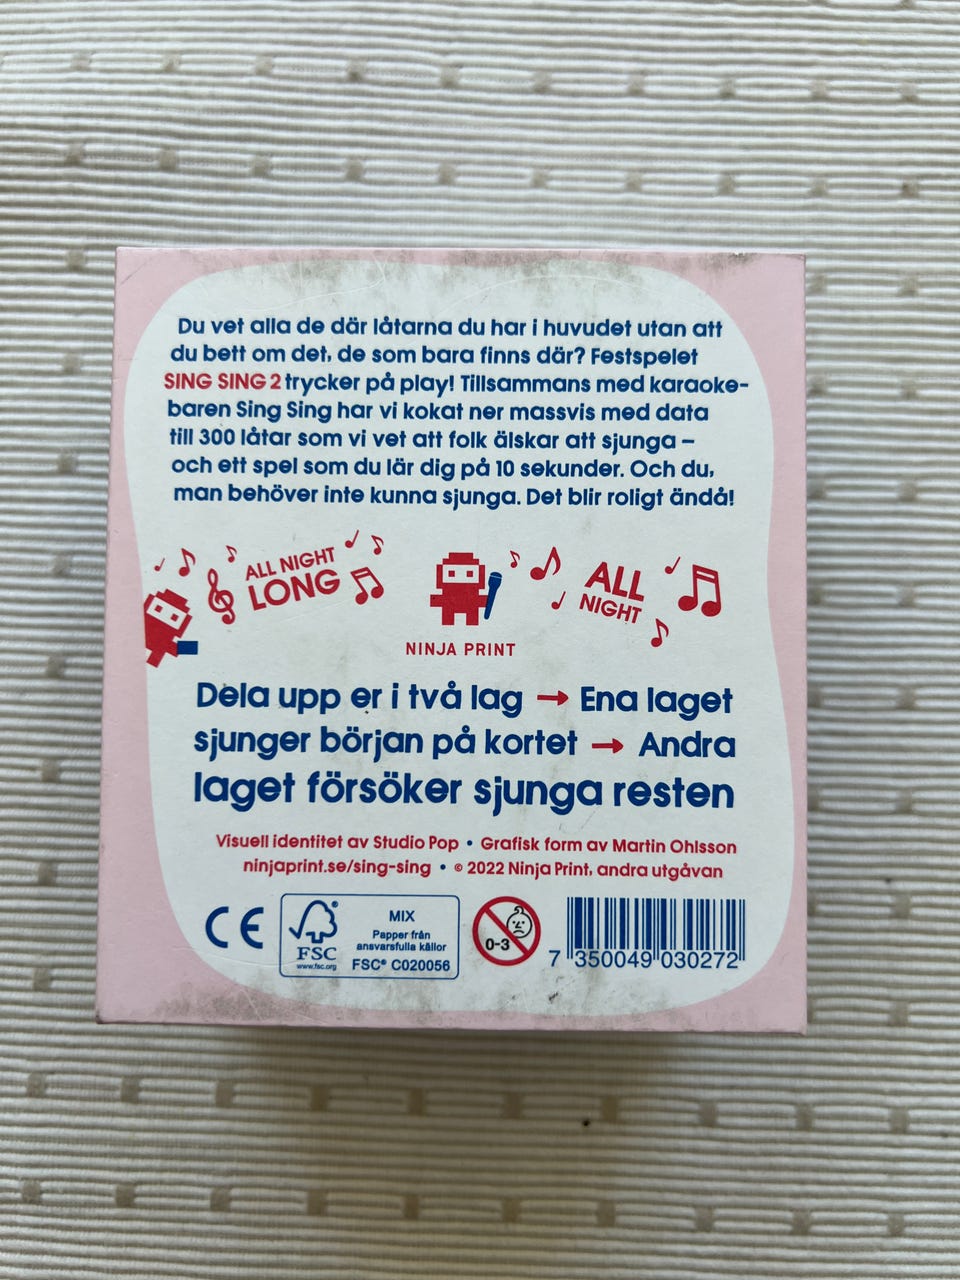 Du vet alla de där låtarna du har i huvudet utan att
du bett om det, de som bara finns där? Festspelet
SING SING 2 trycker på play! Tillsammans med karaoke-
baren Sing Sing har vi kokat ner massvis med data
till 300 låtar som vi vet att folk älskar att sjunga –
och ett spel som du lär dig på 10 sekunder. Och du,
man behöver inte kunna sjunga. Det blir roligt ändå!
ALL NIGHT
LONG
ALL
NIGHT
NINJA PRINT
Dela upp er i två lag → Ena laget
sjunger början på kortet → Andra
laget försöker sjunga resten
Visuell identitet av Studio Pop • Grafisk form av Martin Ohlsson
ninjaprint.se/sing-sing • © 2022 Ninja Print, andra utgåvan
CE
FSC
www.fsc.org
MIX
Papper från
ansvarsfulla källor
FSC® C020056
0-3
7 350049 030272